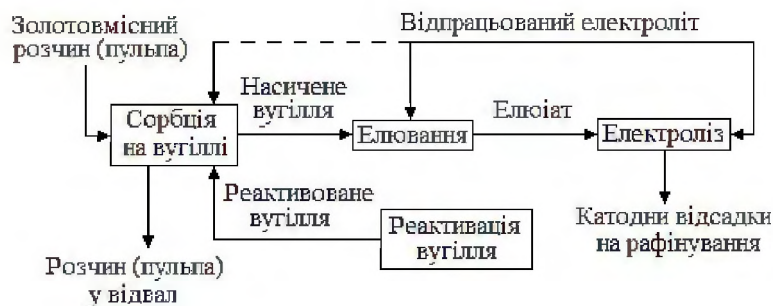 Золотовмісний
розчин (пульпа)
Відпрацьований електроліт
Насичене
вугілля
Сорбція
на вугіллі
Елювання
Елюіат
Електроліз
Реактивоване
вугілля
Реактивація
вугілля
Катодни відсадки
на рафінування
Розчин (пульпа)
у відвал